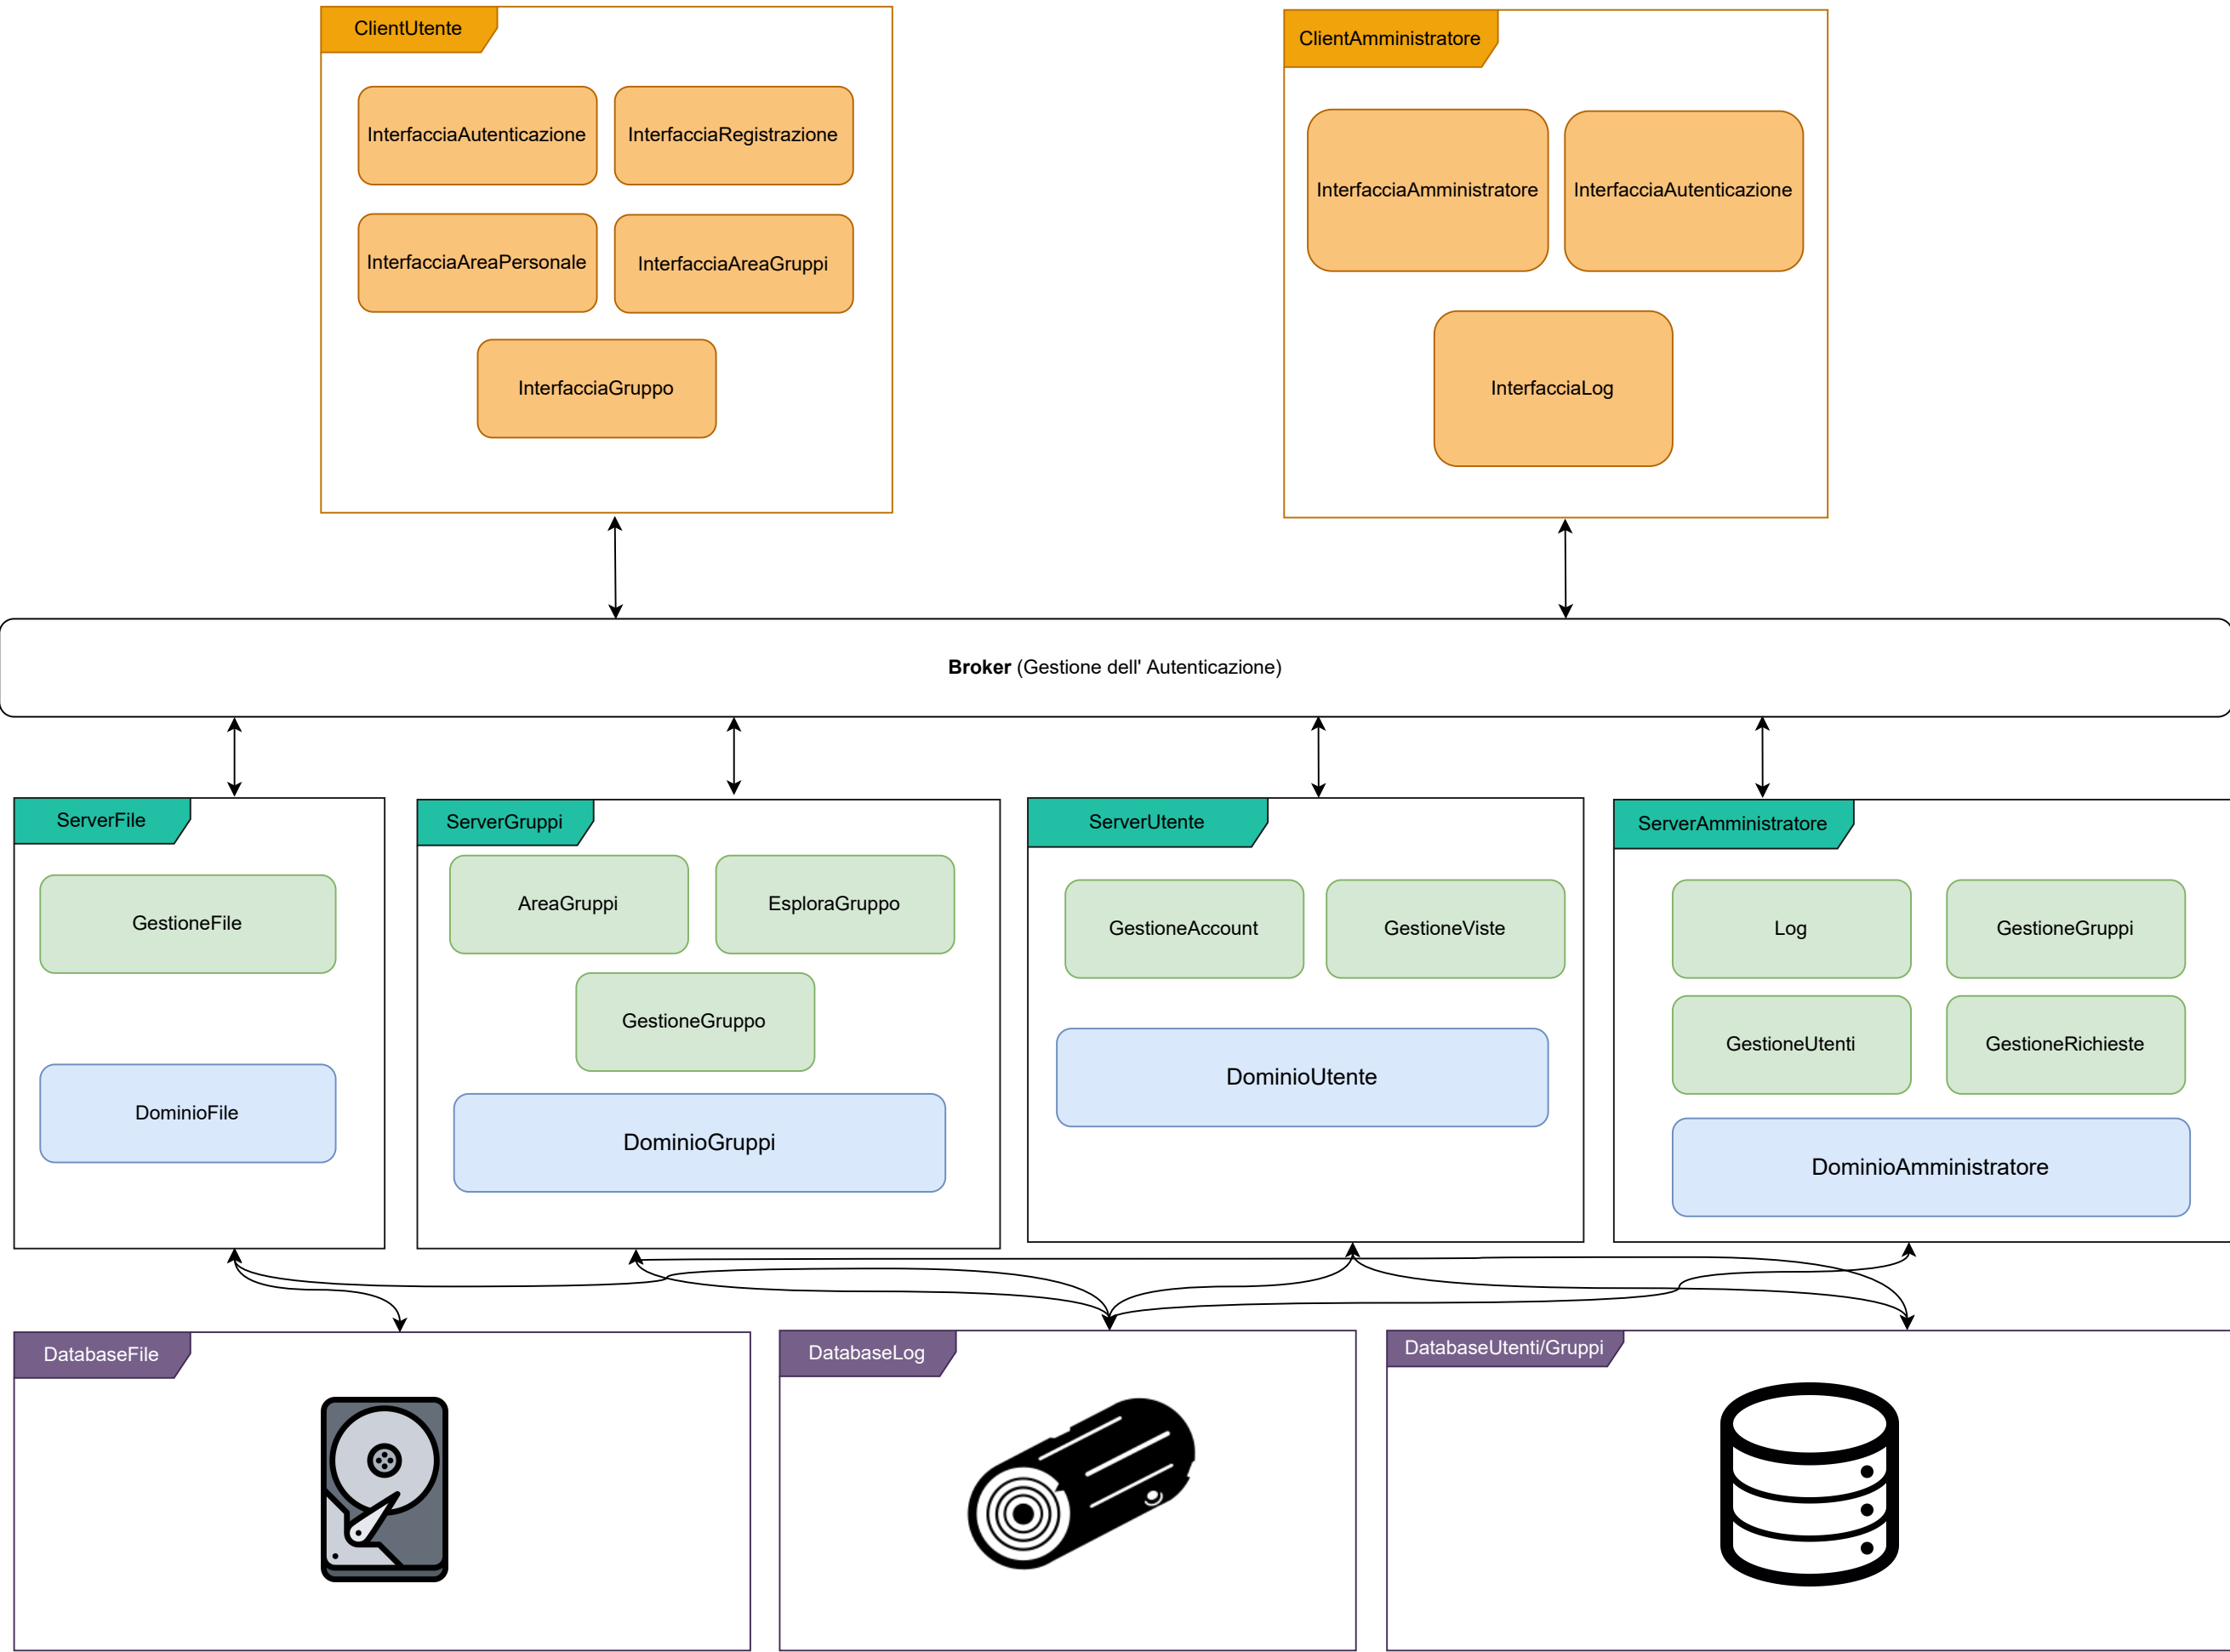 ClientUtente
ClientAmministratore
InterfacciaAutenticazione
InterfacciaRegistrazione
InterfacciaAmministratore
InterfacciaAutenticazione
InterfacciaAreaPersonale
InterfacciaAreaGruppi
InterfacciaGruppo
InterfacciaLog
Broker (Gestione dell' Autenticazione)
ServerFile
ServerGruppi
ServerUtente
ServerAmministratore
GestioneFile
AreaGruppi
EsploraGruppo
GestioneAccount
GestioneViste
Log
GestioneGruppi
GestioneGruppo
GestioneUtenti
GestioneRichieste
DominioFile
DominioGruppi
DominioUtente
DominioAmministratore
DatabaseFile
DatabaseLog
DatabaseUtenti/Gruppi